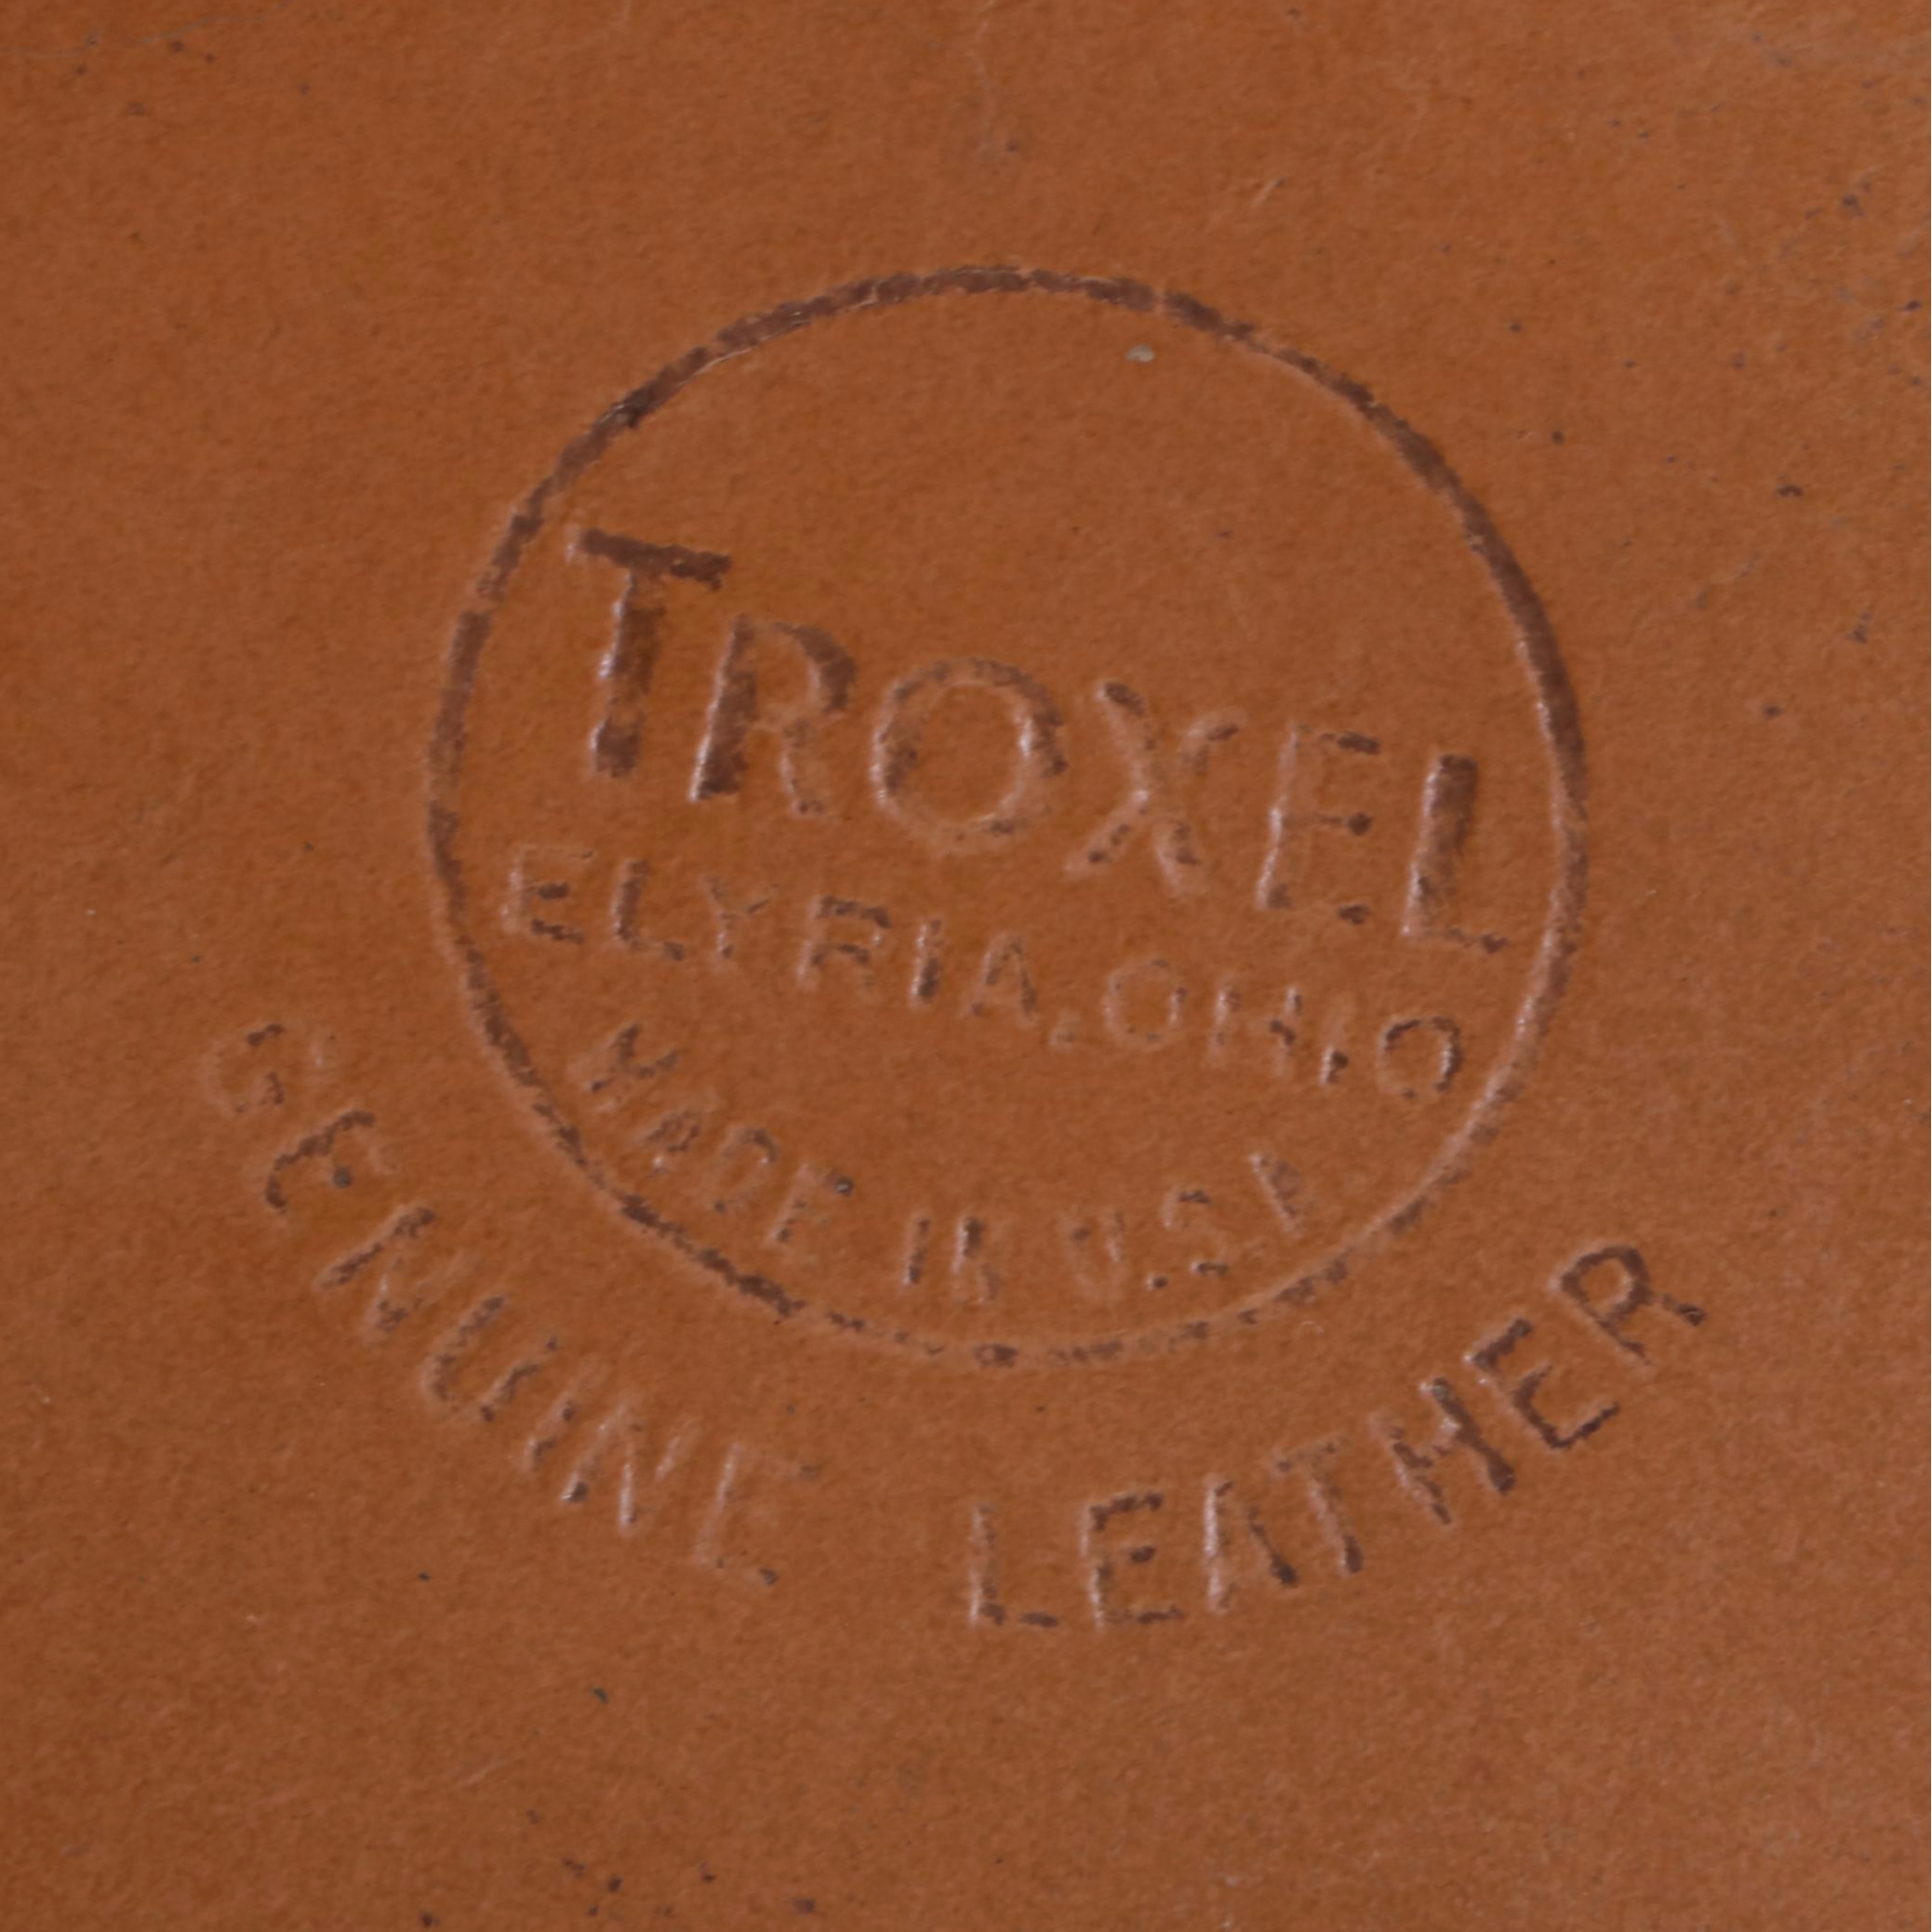 TROXEL
ELYRIA, OHIO
MADE IN U.S.A.
GENUINE LEATHER